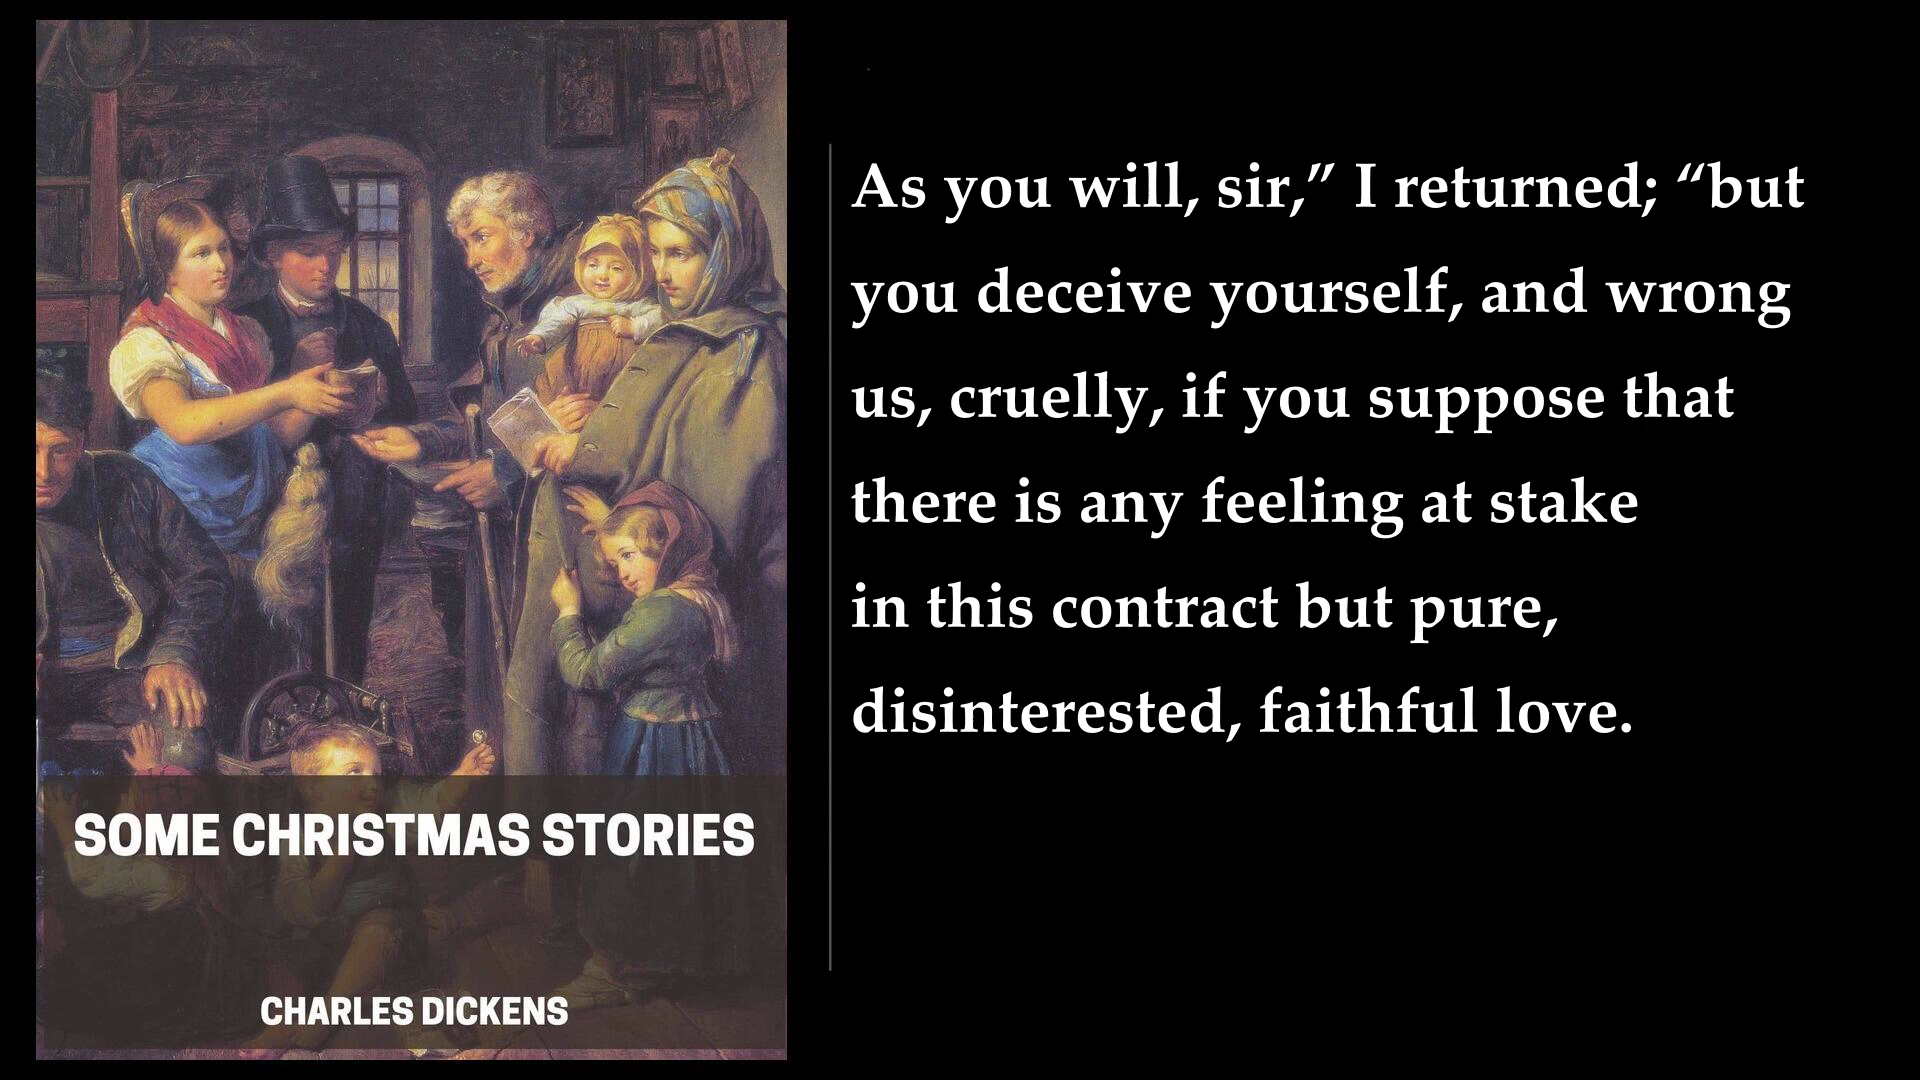 SOME CHRISTMAS STORIES
CHARLES DICKENS
As you will, sir,” I returned; “but
you deceive yourself, and wrong
us, cruelly, if you suppose that
there is any feeling at stake
in this contract but pure,
disinterested, faithful love.